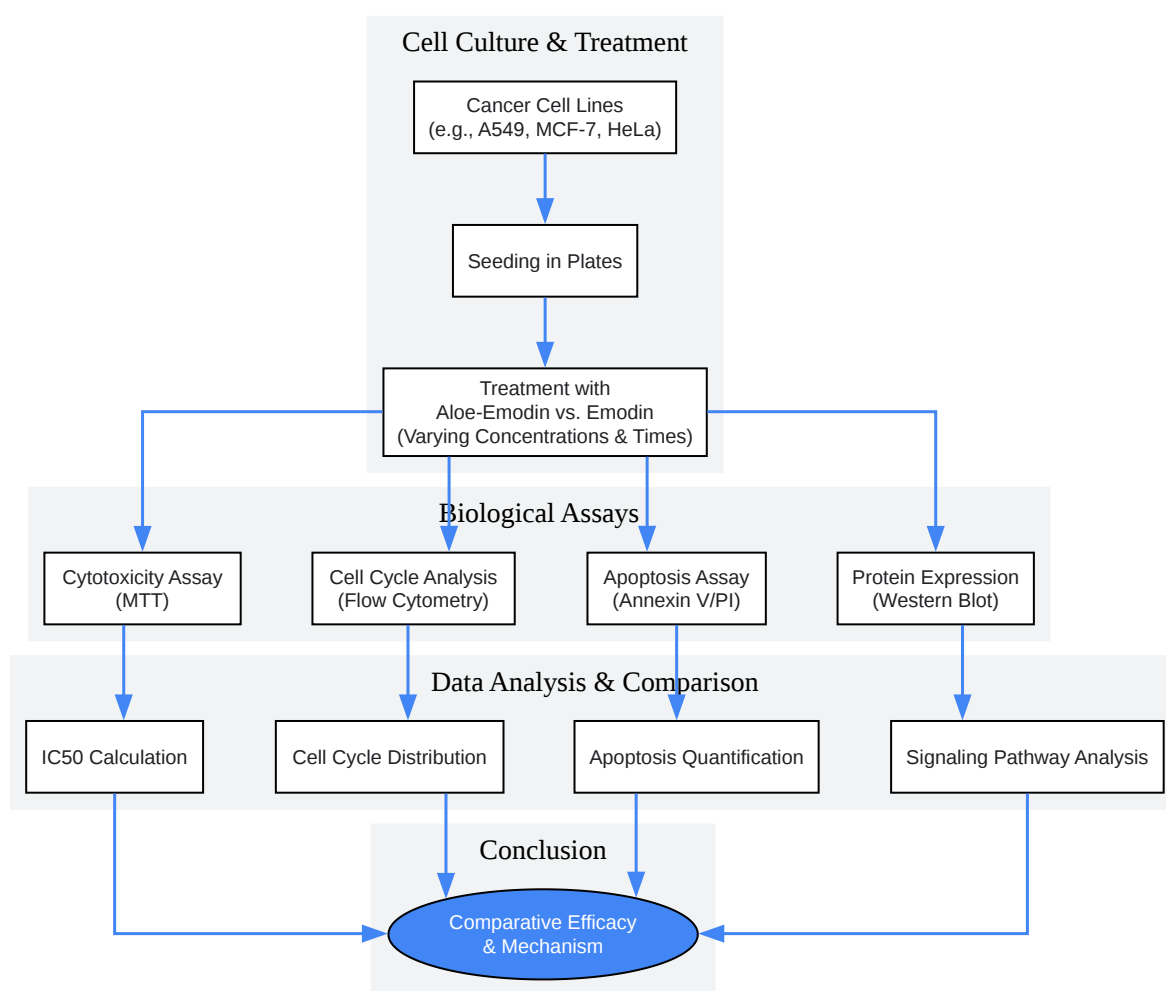 Cell Culture & Treatment
Cancer Cell Lines
(e.g., A549, MCF-7, HeLa)
Seeding in Plates
Treatment with
Aloe-Emodin vs. Emodin
(Varying Concentrations & Times)
Biological Assays
Cytotoxicity Assay
(MTT)
Cell Cycle Analysis
(Flow Cytometry)
Apoptosis Assay
(Annexin V/PI)
Protein Expression
(Western Blot)
Data Analysis & Comparison
IC50 Calculation
Cell Cycle Distribution
Apoptosis Quantification
Signaling Pathway Analysis
Conclusion
Comparative Efficacy
& Mechanism